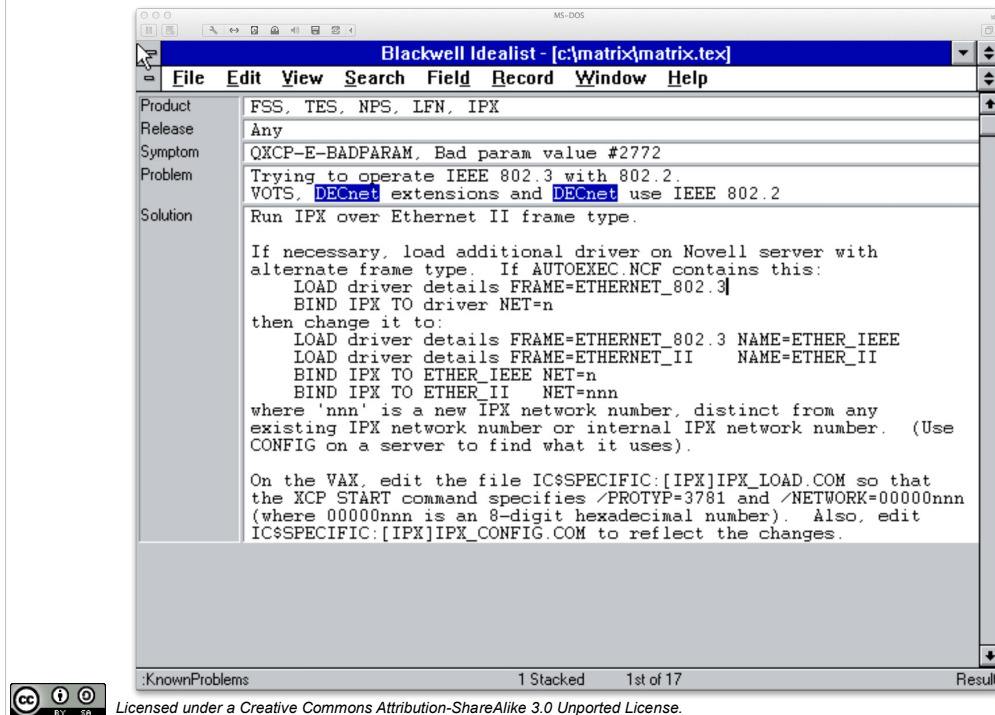 MS-DOS
Blackwell Idealist - [c:\matrix\matrix.tex]
File Edit View Search Field Record Window Help
Product FSS, TES, NPS, LFN, IPX
Release Any
Symptom QXCP-E-BADPARAM, Bad param value #2772
Problem Trying to operate IEEE 802.3 with 802.2.
VOTS, DECnet extensions and DECnet use IEEE 802.2
Solution Run IPX over Ethernet II frame type.
If necessary, load additional driver on Novell server with
alternate frame type. If AUTOEXEC.NCF contains this:
LOAD driver details FRAME=ETHERNET_802.3
BIND IPX TO driver NET=n
then change it to:
LOAD driver details FRAME=ETHERNET_802.3 NAME=ETHER_IEEE
LOAD driver details FRAME=ETHERNET_II NAME=ETHER_II
BIND IPX TO ETHER_IEEE NET=n
BIND IPX TO ETHER_II NET=nnn
where 'nnn' is a new IPX network number, distinct from any
existing IPX network number or internal IPX network number. (Use
CONFIG on a server to find what it uses).
On the VAX, edit the file IC$SPECIFIC:[IPX]IPX_LOAD.COM so that
the XCP START command specifies /PROTYP=3781 and /NETWORK=00000nnn
(where 00000nnn is an 8-digit hexadecimal number). Also, edit
IC$SPECIFIC:[IPX]IPX_CONFIG.COM to reflect the changes.
:KnownProblems 1 Stacked 1st of 17 Result
cc BY SA Licensed under a Creative Commons Attribution-ShareAlike 3.0 Unported License.